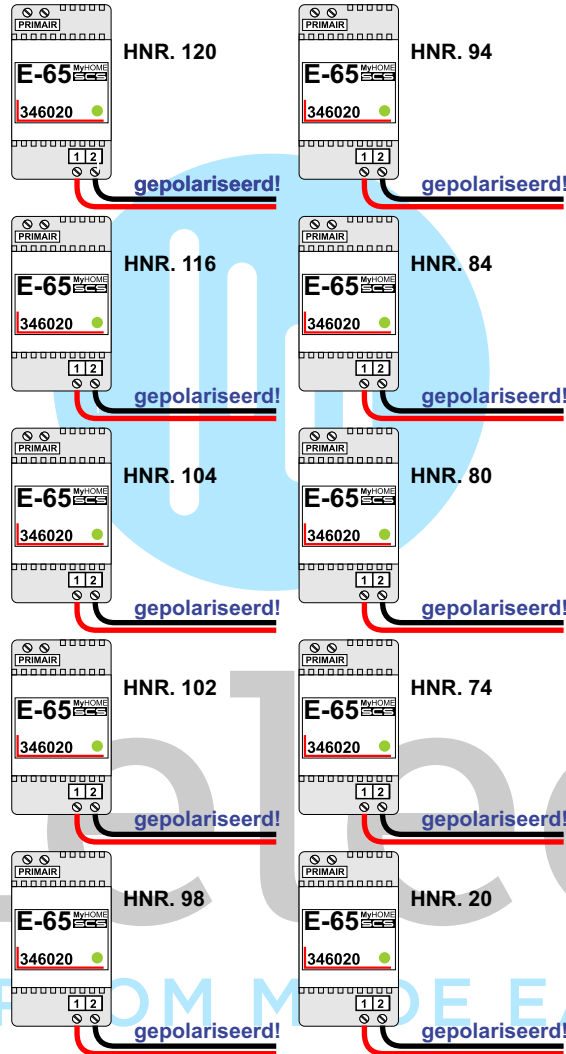 PRIMAIR
HNR. 120
E-65 MyHOME SCS
346020
1 2
gepolariseerd!
PRIMAIR
HNR. 94
E-65 MyHOME SCS
346020
1 2
gepolariseerd!
PRIMAIR
HNR. 116
E-65 MyHOME SCS
346020
1 2
gepolariseerd!
PRIMAIR
HNR. 84
E-65 MyHOME SCS
346020
1 2
gepolariseerd!
PRIMAIR
HNR. 104
E-65 MyHOME SCS
346020
1 2
gepolariseerd!
PRIMAIR
HNR. 80
E-65 MyHOME SCS
346020
1 2
gepolariseerd!
PRIMAIR
HNR. 102
E-65 MyHOME SCS
346020
1 2
gepolariseerd!
PRIMAIR
HNR. 74
E-65 MyHOME SCS
346020
1 2
gepolariseerd!
PRIMAIR
HNR. 98
E-65 MyHOME SCS
346020
1 2
gepolariseerd!
PRIMAIR
HNR. 20
E-65 MyHOME SCS
346020
1 2
gepolariseerd!